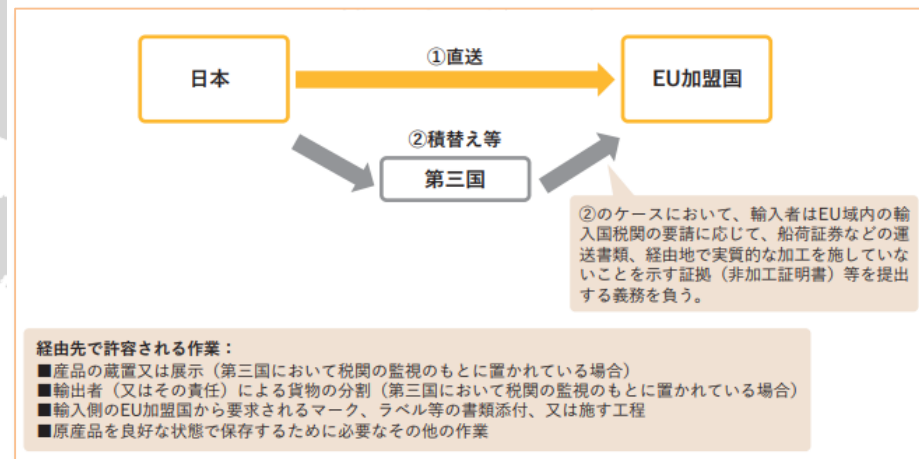 ①直送
日本
EU加盟国
②積替え等
第三国
②のケースにおいて、輸入者はEU域内の輸
入国税関の要請に応じて、船荷証券などの運
送書類、経由地で実質的な加工を施していな
いことを示す証拠（非加工証明書）等を提出
する義務を負う。
経由先で許容される作業：
■産品の蔵置又は展示（第三国において税関の監視のもとに置かれている場合）
■輸出者（又はその責任）による貨物の分割（第三国において税関の監視のもとに置かれている場合）
■輸入側のEU加盟国から要求されるマーク、ラベル等の書類添付、又は施す工程
■原産品を良好な状態で保存するために必要なその他の作業